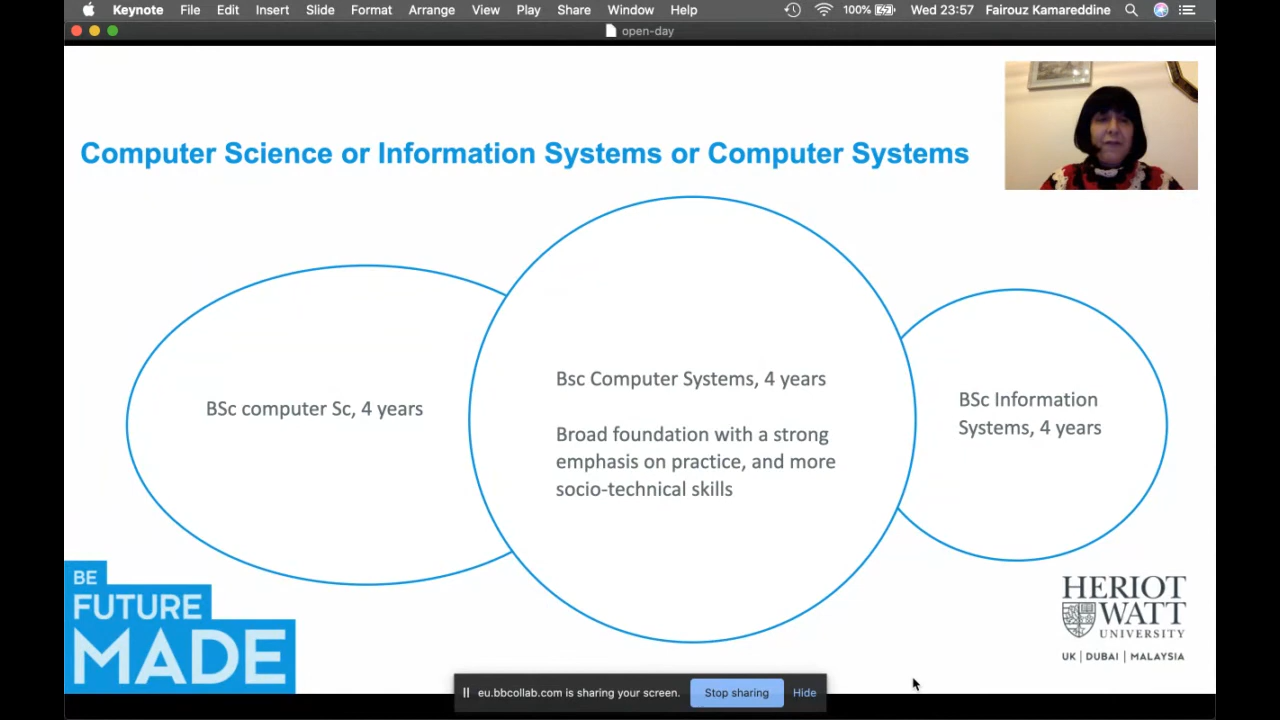 Keynote File Edit Slide Insert Format Arrange View Play Share Window Help 100% Wed 23:57 Fairouz Kamareddine
open-day
Computer Science or Information Systems or Computer Systems
BSc computer Sc, 4 years
Bsc Computer Systems, 4 years
Broad foundation with a strong
emphasis on practice, and more
socio-technical skills
BSc Information
Systems, 4 years
BE
FUTURE
MADE
HERIOT
WATT
UNIVERSITY
UK | DUBAI | MALAYSIA
eu.bbcollab.com is sharing your screen. Stop sharing Hide